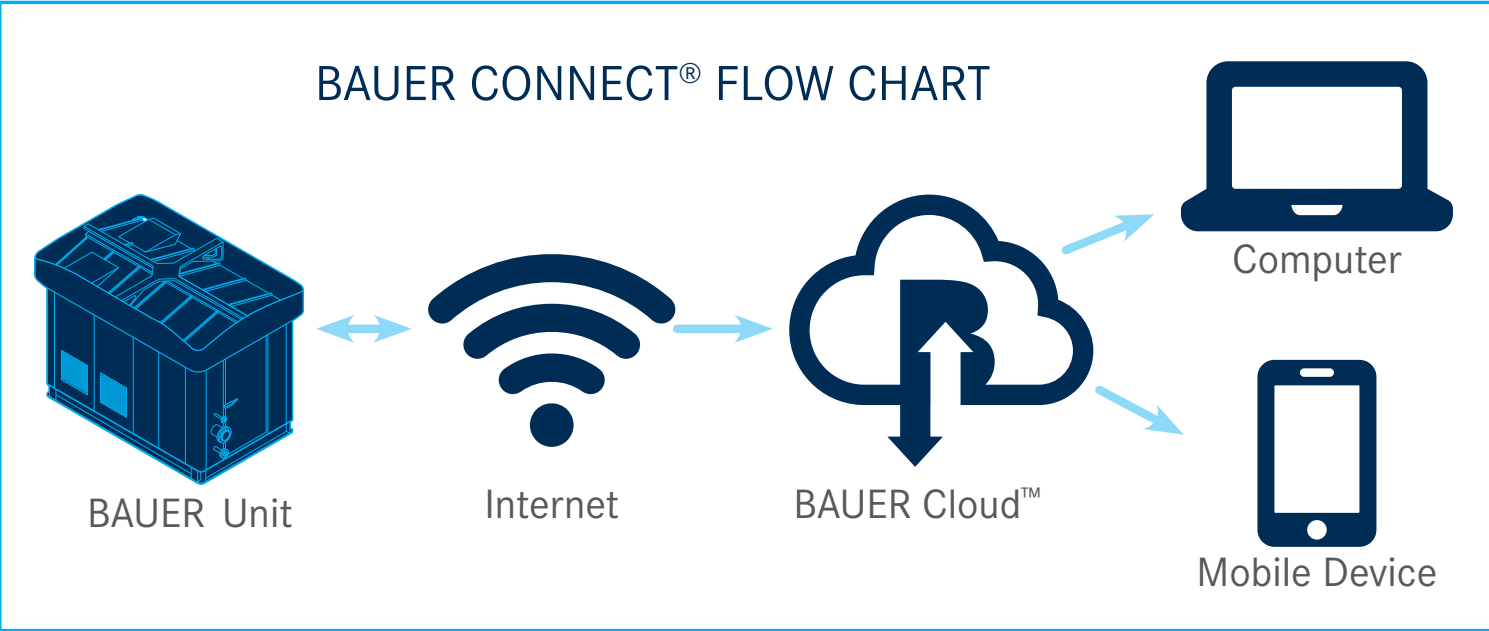 BAUER CONNECT® FLOW CHART
Computer
BAUER Unit
Internet
BAUER Cloud™
Mobile Device